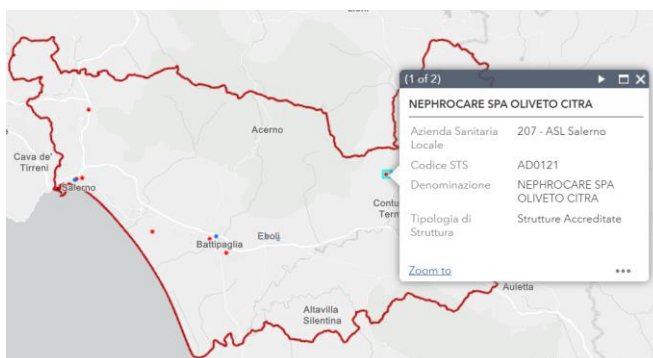 (1 of 2)
NEPHROCARE SPA OLIVETO CITRA
Azienda Sanitaria Locale
207 - ASL Salerno
Codice STS
AD0121
Denominazione
NEPHROCARE SPA
OLIVETO CITRA
Tipologia di
Struttura
Strutture Accreditate
Zoom to
Acerno
Cava de'
Tirreni
Salerno
Battipaglia
Eboli
Contu
Term
Altavilla
Silentina
Auletta